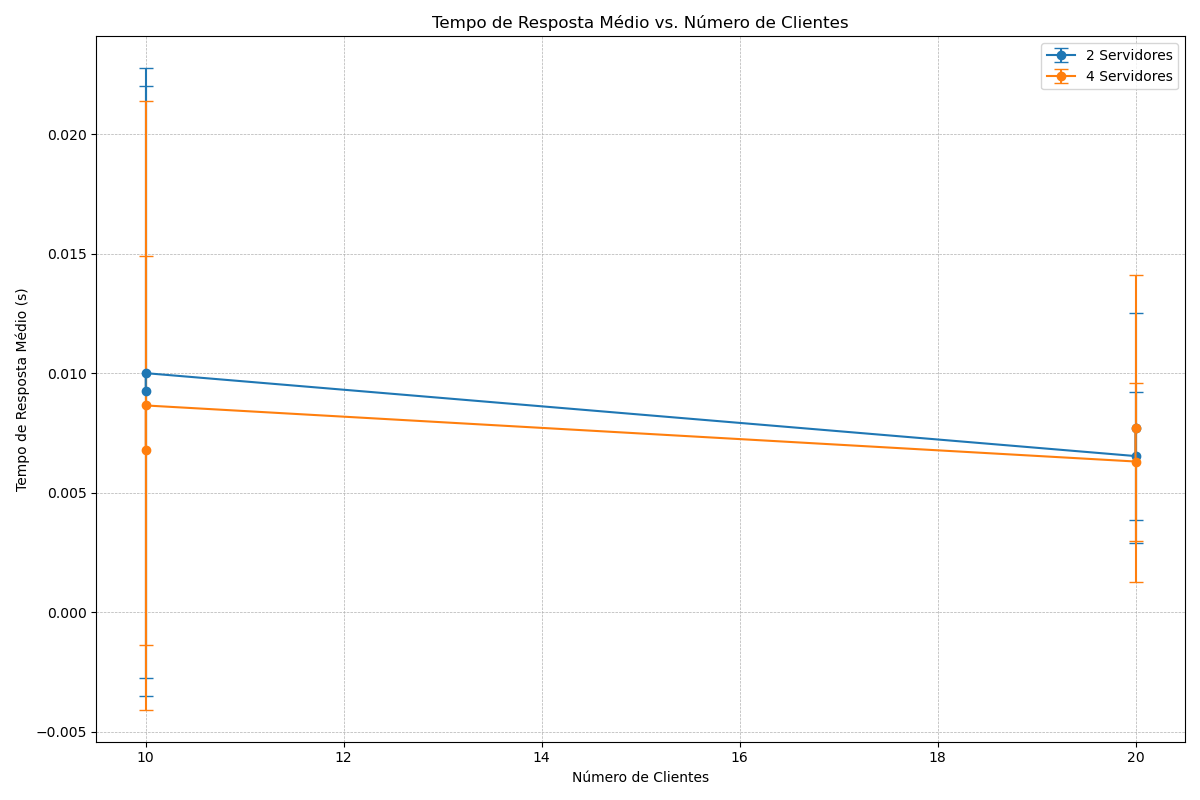 Tempo de Resposta Médio vs. Número de Clientes
2 Servidores
4 Servidores
Tempo de Resposta Médio (s)
0.020
0.015
0.010
0.005
0.000
−0.005
10
12
14
16
18
20
Número de Clientes